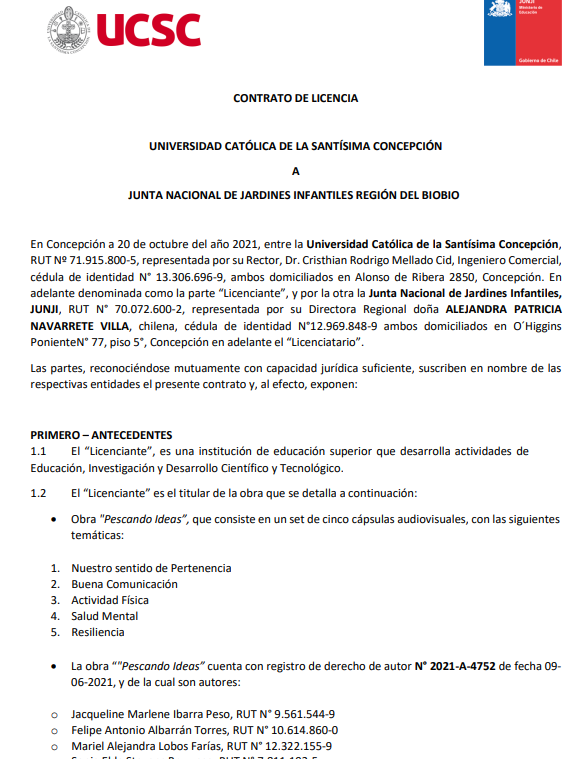 UCSC
JUNJI
Ministerio de
Educación
Gobierno de Chile
CONTRATO DE LICENCIA
UNIVERSIDAD CATÓLICA DE LA SANTÍSIMA CONCEPCIÓN
A
JUNTA NACIONAL DE JARDINES INFANTILES REGIÓN DEL BIOBIO
En Concepción a 20 de octubre del año 2021, entre la Universidad Católica de la Santísima Concepción,
RUT Nº 71.915.800-5, representada por su Rector, Dr. Cristhian Rodrigo Mellado Cid, Ingeniero Comercial,
cédula de identidad N° 13.306.696-9, ambos domiciliados en Alonso de Ribera 2850, Concepción. En
adelante denominada como la parte “Licenciante”, y por la otra la Junta Nacional de Jardines Infantiles,
JUNJI, RUT N° 70.072.600-2, representada por su Directora Regional doña ALEJANDRA PATRICIA
NAVARRETE VILLA, chilena, cédula de identidad N°12.969.848-9 ambos domiciliados en O´Higgins
PonienteN° 77, piso 5°, Concepción en adelante el “Licenciatario”.
Las partes, reconociéndose mutuamente con capacidad jurídica suficiente, suscriben en nombre de las
respectivas entidades el presente contrato y, al efecto, exponen:
PRIMERO – ANTECEDENTES
1.1 El “Licenciante”, es una institución de educación superior que desarrolla actividades de
Educación, Investigación y Desarrollo Científico y Tecnológico.
1.2 El “Licenciante” es el titular de la obra que se detalla a continuación:
• Obra "Pescando Ideas”, que consiste en un set de cinco cápsulas audiovisuales, con las siguientes
temáticas:
1. Nuestro sentido de Pertenencia
2. Buena Comunicación
3. Actividad Física
4. Salud Mental
5. Resiliencia
• La obra “"Pescando Ideas” cuenta con registro de derecho de autor N° 2021-A-4752 de fecha 09-
06-2021, y de la cual son autores:
o Jacqueline Marlene Ibarra Peso, RUT N° 9.561.544-9
o Felipe Antonio Albarrán Torres, RUT N° 10.614.860-0
o Mariel Alejandra Lobos Farías, RUT N° 12.322.155-9